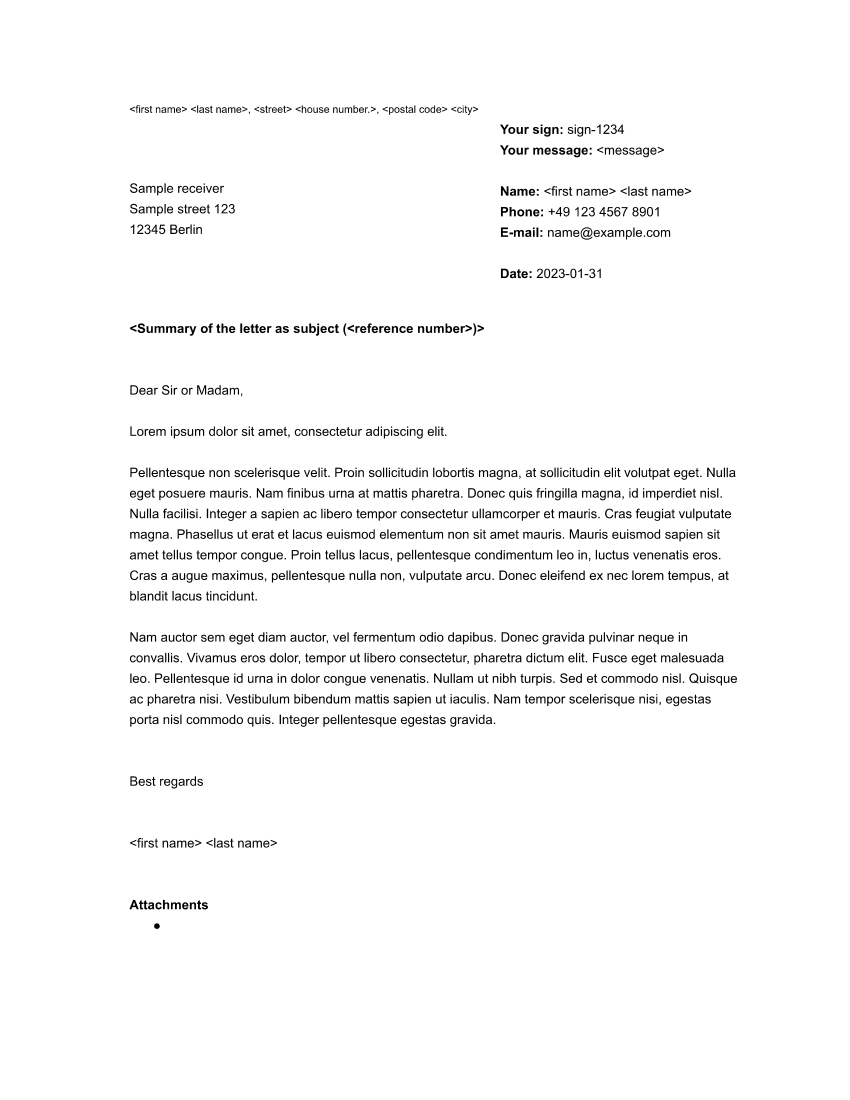 <first name> <last name>, <street> <house number.>, <postal code> <city>
Your sign: sign-1234
Your message: <message>
Sample receiver
Sample street 123
12345 Berlin
Name: <first name> <last name>
Phone: +49 123 4567 8901
E-mail: name@example.com
Date: 2023-01-31
<Summary of the letter as subject (<reference number>)>
Dear Sir or Madam,
Lorem ipsum dolor sit amet, consectetur adipiscing elit.
Pellentesque non scelerisque velit. Proin sollicitudin lobortis magna, at sollicitudin elit volutpat eget. Nulla
eget posuere mauris. Nam finibus urna at mattis pharetra. Donec quis fringilla magna, id imperdiet nisl.
Nulla facilisi. Integer a sapien ac libero tempor consectetur ullamcorper et mauris. Cras feugiat vulputate
magna. Phasellus ut erat et lacus euismod elementum non sit amet mauris. Mauris euismod sapien sit
amet tellus tempor congue. Proin tellus lacus, pellentesque condimentum leo in, luctus venenatis eros.
Cras a augue maximus, pellentesque nulla non, vulputate arcu. Donec eleifend ex nec lorem tempus, at
blandit lacus tincidunt.
Nam auctor sem eget diam auctor, vel fermentum odio dapibus. Donec gravida pulvinar neque in
convallis. Vivamus eros dolor, tempor ut libero consectetur, pharetra dictum elit. Fusce eget malesuada
leo. Pellentesque id urna in dolor congue venenatis. Nullam ut nibh turpis. Sed et commodo nisl. Quisque
ac pharetra nisi. Vestibulum bibendum mattis sapien ut iaculis. Nam tempor scelerisque nisi, egestas
porta nisl commodo quis. Integer pellentesque egestas gravida.
Best regards
<first name> <last name>
Attachments
●